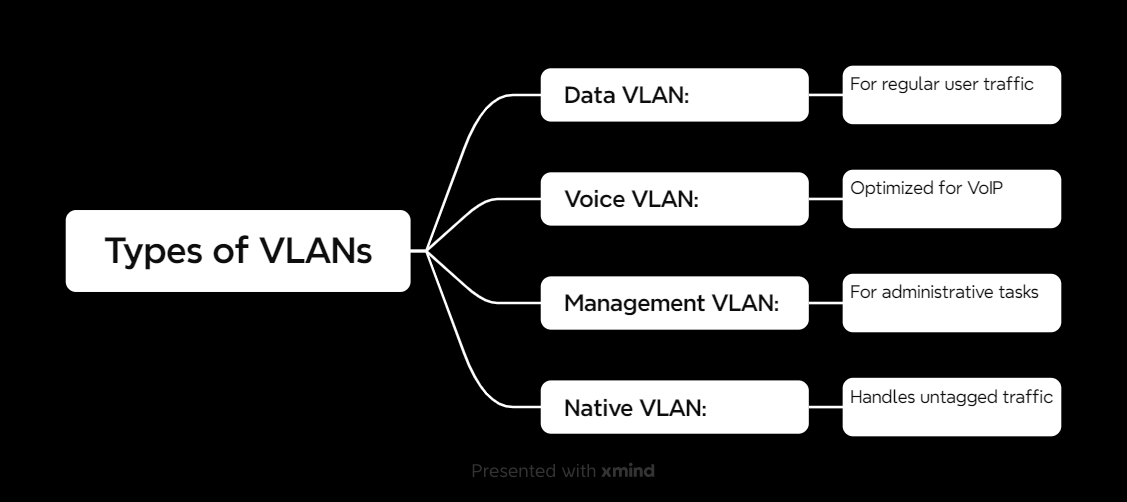 Types of VLANs
Data VLAN:
For regular user traffic
Voice VLAN:
Optimized for VoIP
Management VLAN:
For administrative tasks
Native VLAN:
Handles untagged traffic
Presented with xmind